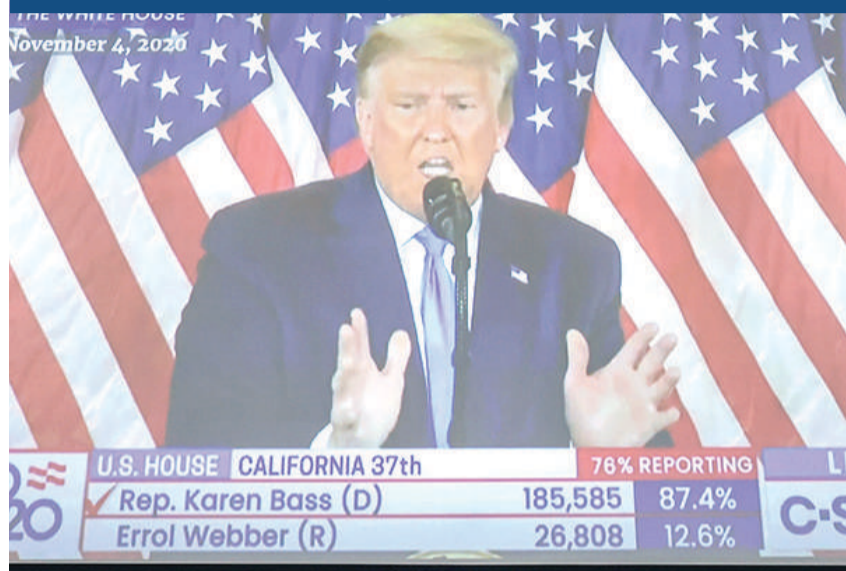 THE WHITE HOUSE
November 4, 2020
U.S. HOUSE CALIFORNIA 37th 76% REPORTING
Rep. Karen Bass (D) 185,585 87.4%
Errol Webber (R) 26,808 12.6%
20
C-S